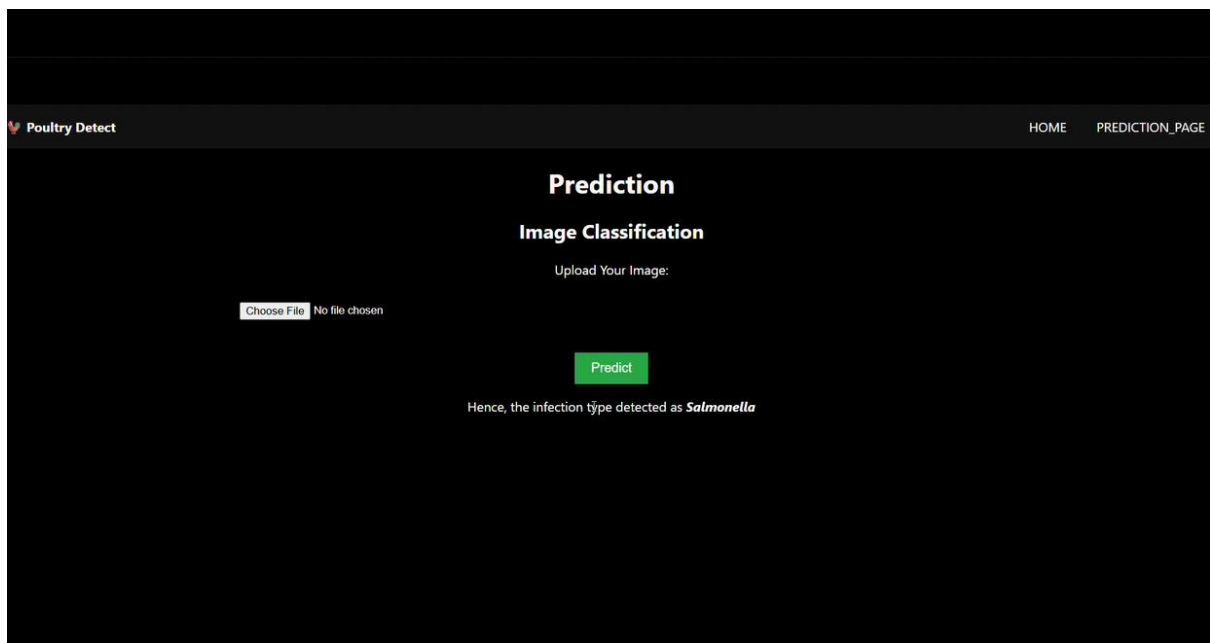 Poultry Detect HOME PREDICTION_PAGE
Prediction
Image Classification
Upload Your Image:
Choose File No file chosen
Predict
Hence, the infection type detected as Salmonella